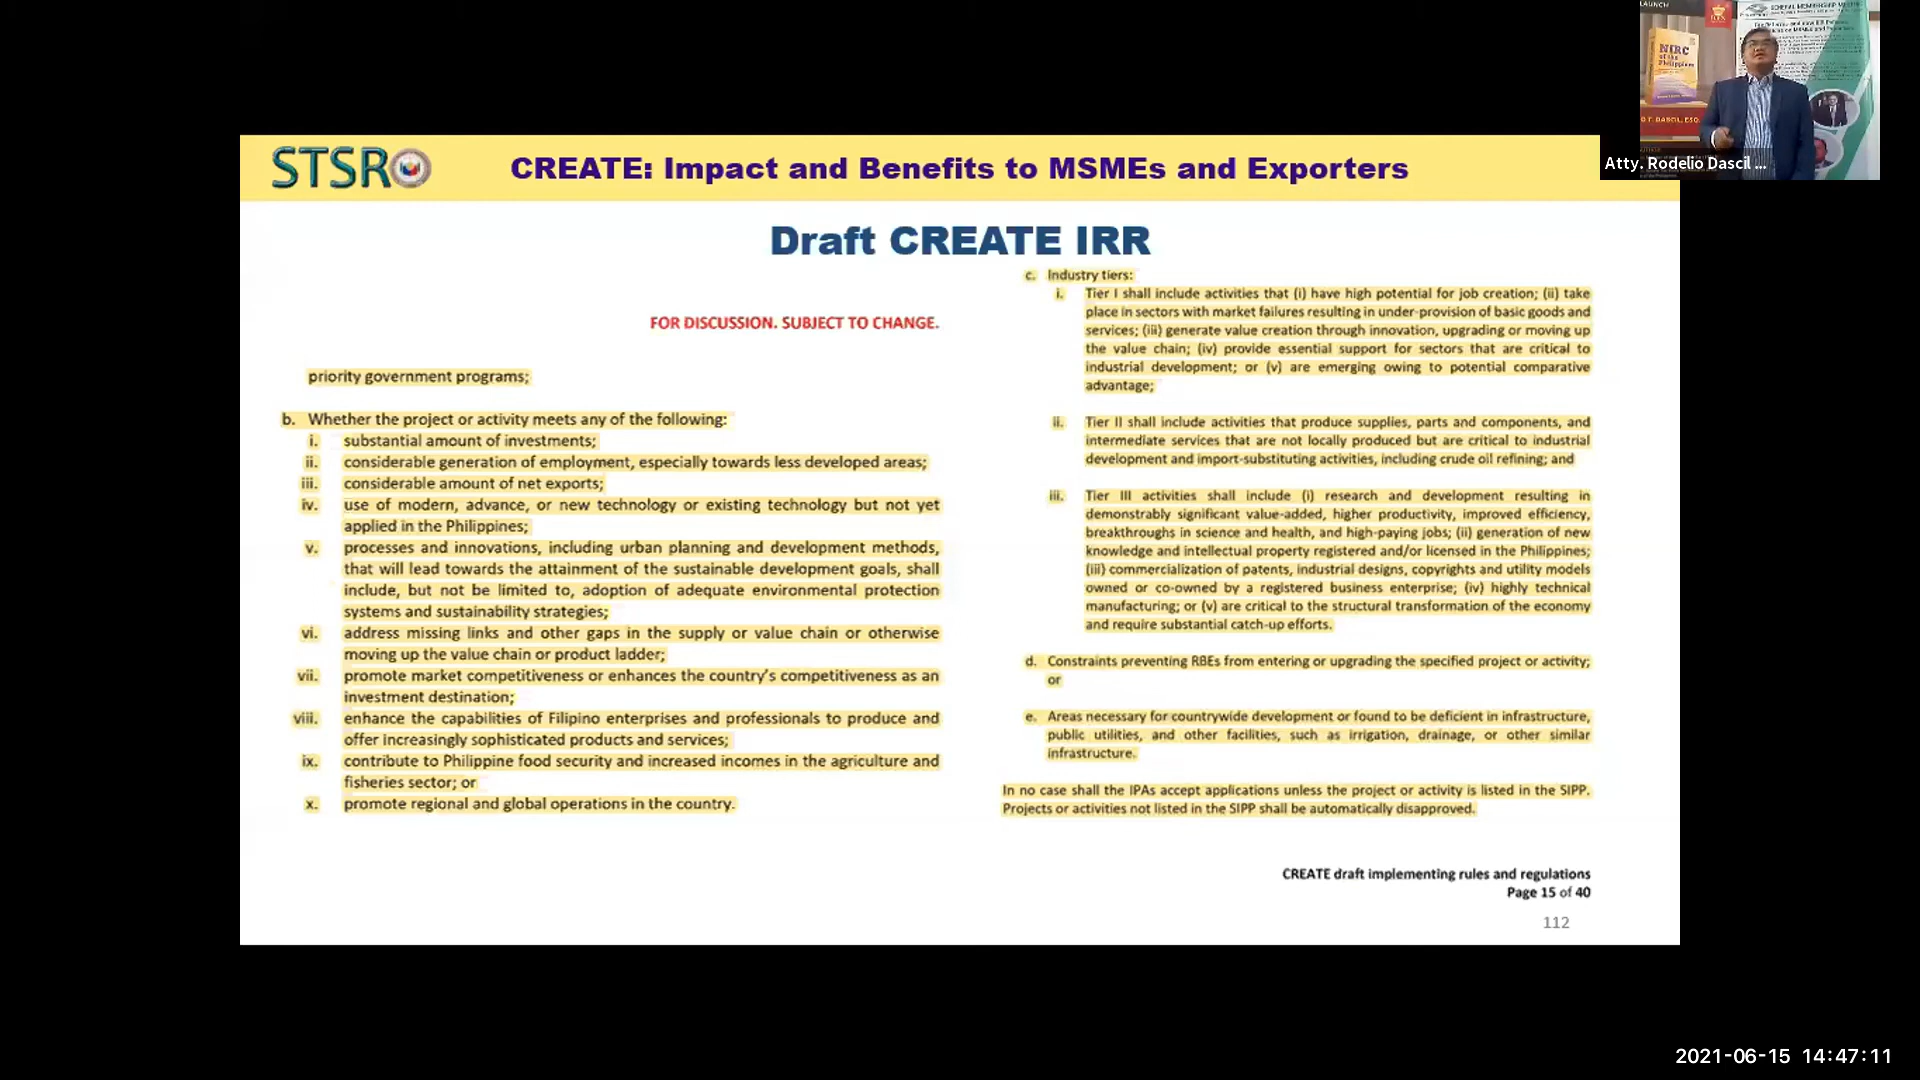 STSR
CREATE: Impact and Benefits to MSMEs and Exporters
Draft CREATE IRR
FOR DISCUSSION. SUBJECT TO CHANGE.
priority government programs;
b. Whether the project or activity meets any of the following:
i. substantial amount of investments;
ii. considerable generation of employment, especially towards less developed areas;
iii. considerable amount of net exports;
iv. use of modern, advance, or new technology or existing technology but not yet
applied in the Philippines;
v. processes and innovations, including urban planning and development methods,
that will lead towards the attainment of the sustainable development goals, shall
include, but not be limited to, adoption of adequate environmental protection
systems and sustainability strategies;
vi. address missing links and other gaps in the supply or value chain or otherwise
moving up the value chain or product ladder;
vii. promote market competitiveness or enhances the country's competitiveness as an
investment destination;
viii. enhance the capabilities of Filipino enterprises and professionals to produce and
offer increasingly sophisticated products and services;
ix. contribute to Philippine food security and increased incomes in the agriculture and
fisheries sector; or
x. promote regional and global operations in the country.
c. Industry tiers:
i. Tier I shall include activities that (i) have high potential for job creation; (ii) take
place in sectors with market failures resulting in under-provision of basic goods and
services; (iii) generate value creation through innovation, upgrading or moving up
the value chain; (iv) provide essential support for sectors that are critical to
industrial development; or (v) are emerging owing to potential comparative
advantage;
ii. Tier II shall include activities that produce supplies, parts and components, and
intermediate services that are not locally produced but are critical to industrial
development and import-substituting activities, including crude oil refining; and
iii. Tier III activities shall include (i) research and development resulting in
demonstrably significant value-added, higher productivity, improved efficiency,
breakthroughs in science and health, and high-paying jobs; (ii) generation of new
knowledge and intellectual property registered and/or licensed in the Philippines;
(iii) commercialization of patents, industrial designs, copyrights and utility models
owned or co-owned by a registered business enterprise; (iv) highly technical
manufacturing; or (v) are critical to the structural transformation of the economy
and require substantial catch-up efforts.
d. Constraints preventing RBEs from entering or upgrading the specified project or activity;
or
e. Areas necessary for countrywide development or found to be deficient in infrastructure,
public utilities, and other facilities, such as irrigation, drainage, or other similar
infrastructure.
In no case shall the IPAs accept applications unless the project or activity is listed in the SIPP.
Projects or activities not listed in the SIPP shall be automatically disapproved.
CREATE draft implementing rules and regulations
Page 15 of 40
112
LAUNCH
GENERAL MEMBERSHIP
NIRC
of the
Philippines
DASCIL, ESQ.
Atty. Rodelio Dascil ...
2021-06-15 14:47:11